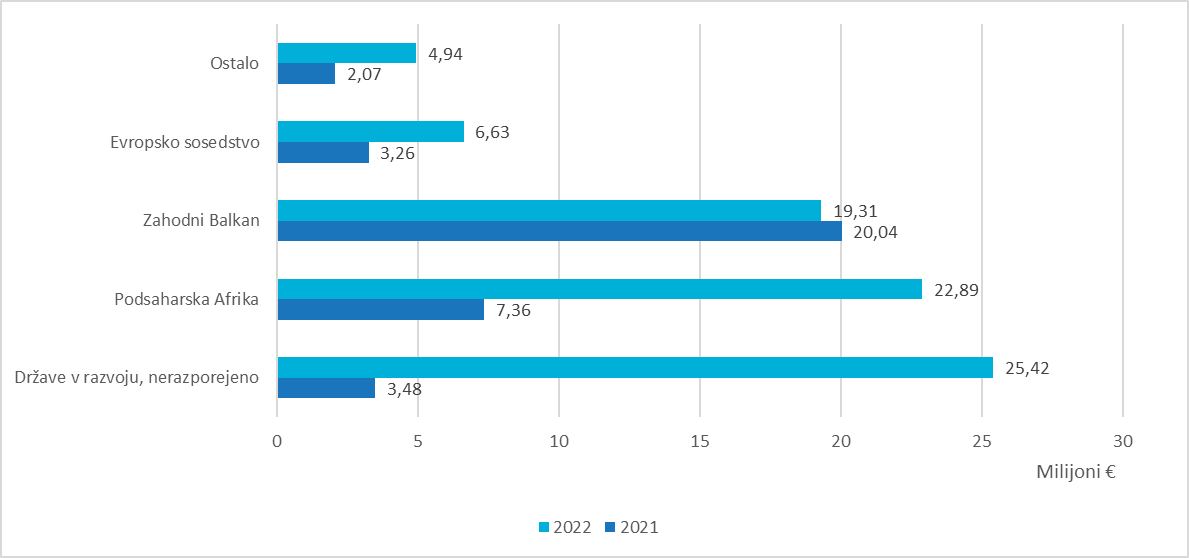 Ostalo
4,94
2,07
Evropsko sosedstvo
6,63
3,26
Zahodni Balkan
19,31
20,04
Podsaharska Afrika
22,89
7,36
Države v razvoju, nerazporejeno
25,42
3,48
0 5 10 15 20 25 30
Milijoni €
2022 2021